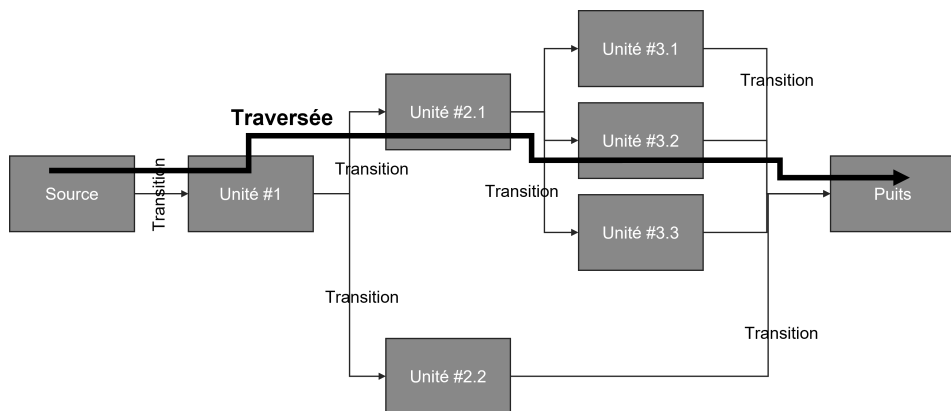 Unité #3.1
Transition
Unité #2.1
Traversée
Unité #3.2
Transition
Source
Transition
Unité #1
Transition
Puits
Unité #3.3
Transition
Transition
Unité #2.2